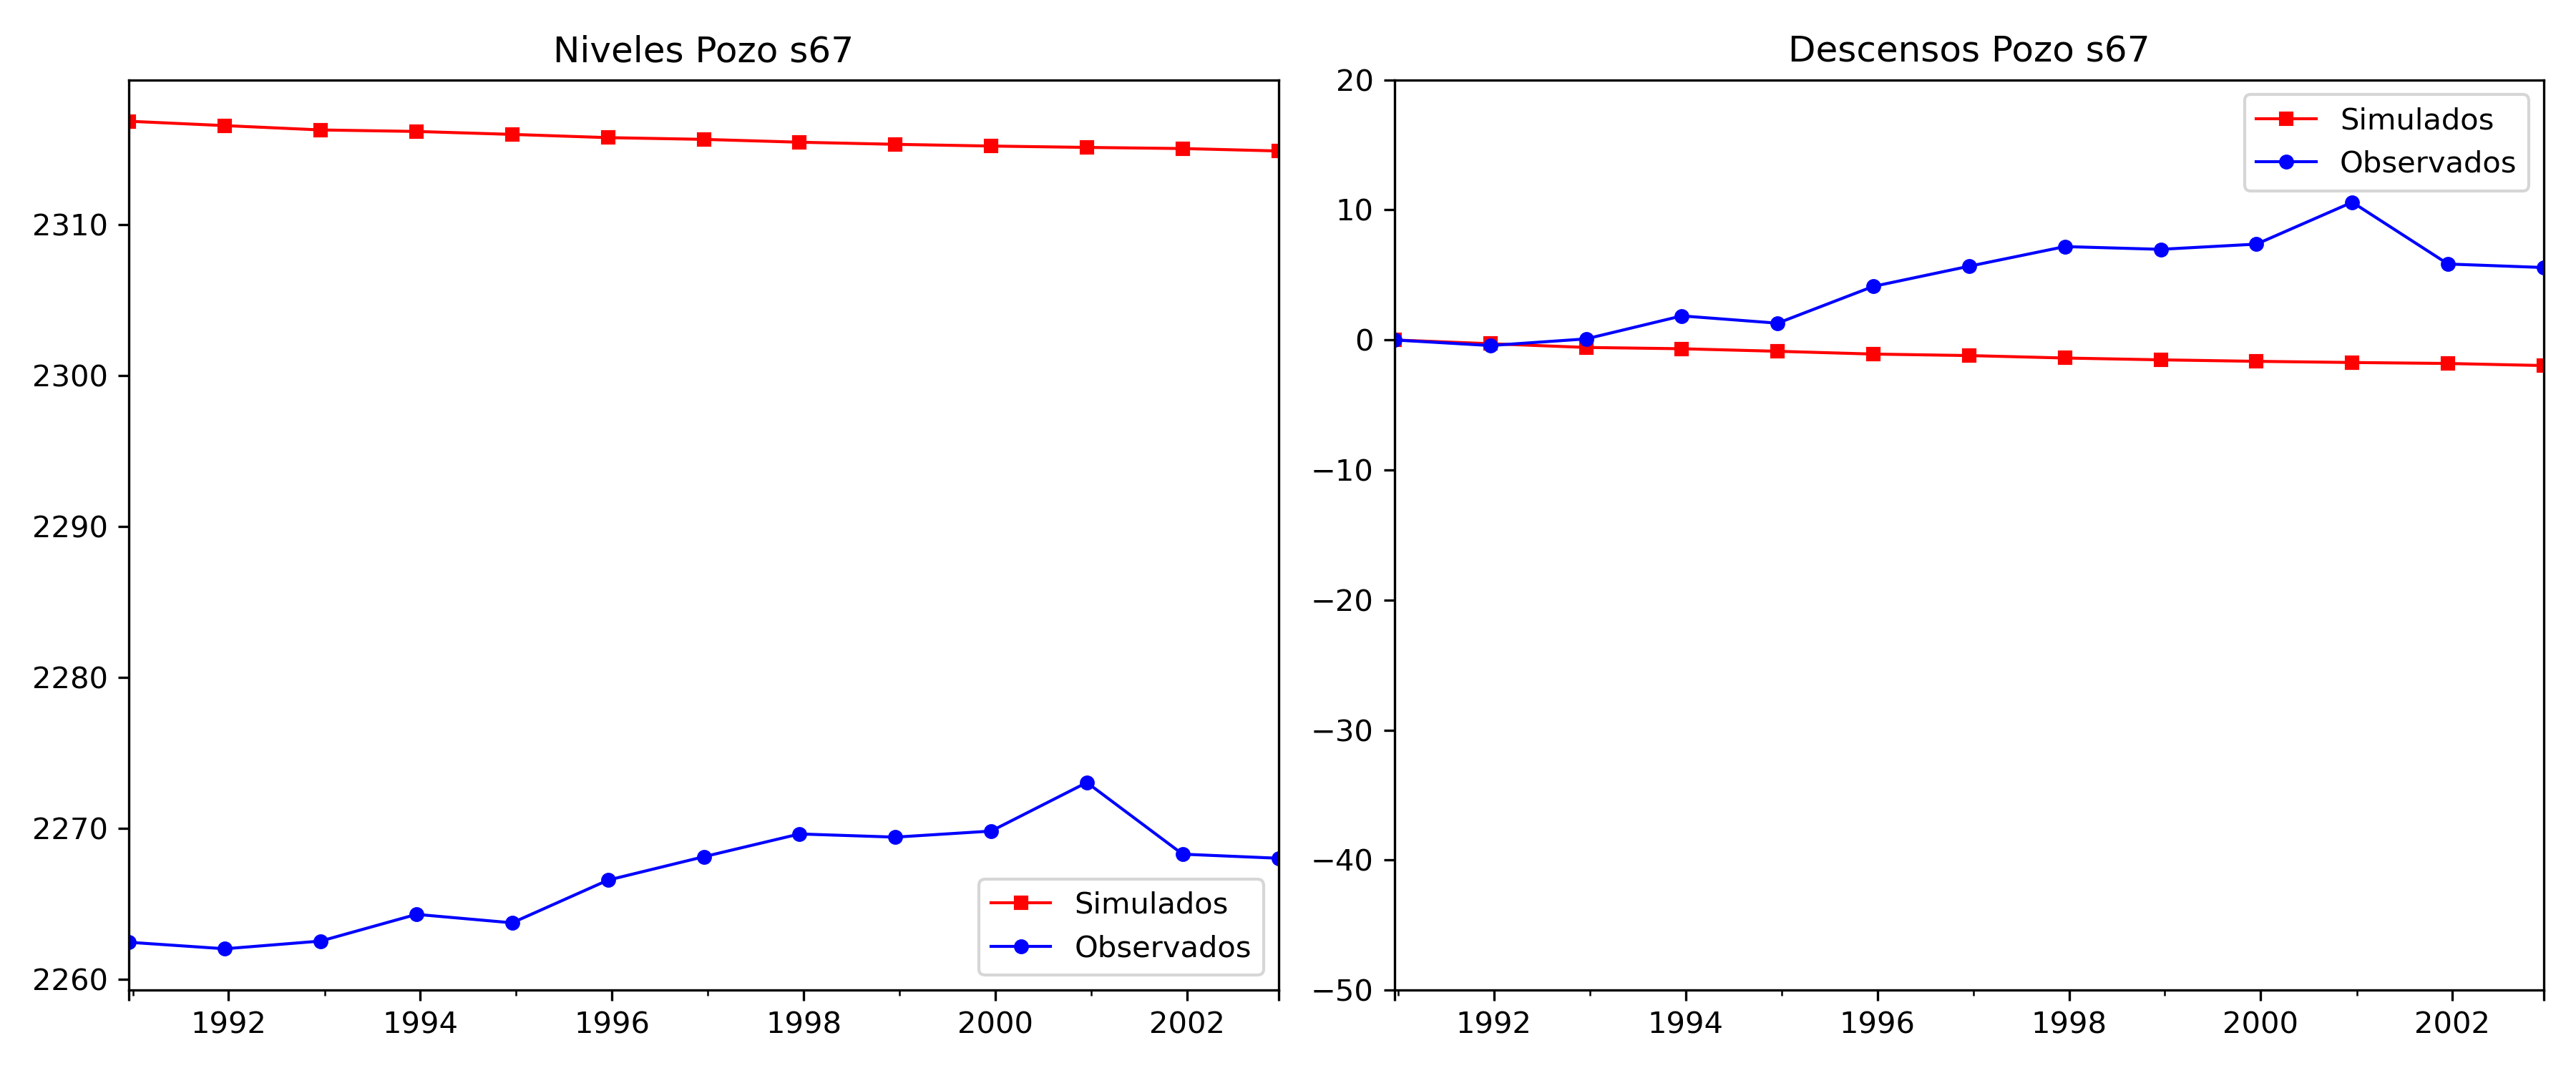 Niveles Pozo s67
2310
2300
2290
2280
2270
2260
1992 1994 1996 1998 2000 2002
Simulados
Observados
Descensos Pozo s67
20
10
0
−10
−20
−30
−40
−50
1992 1994 1996 1998 2000 2002
Simulados
Observados